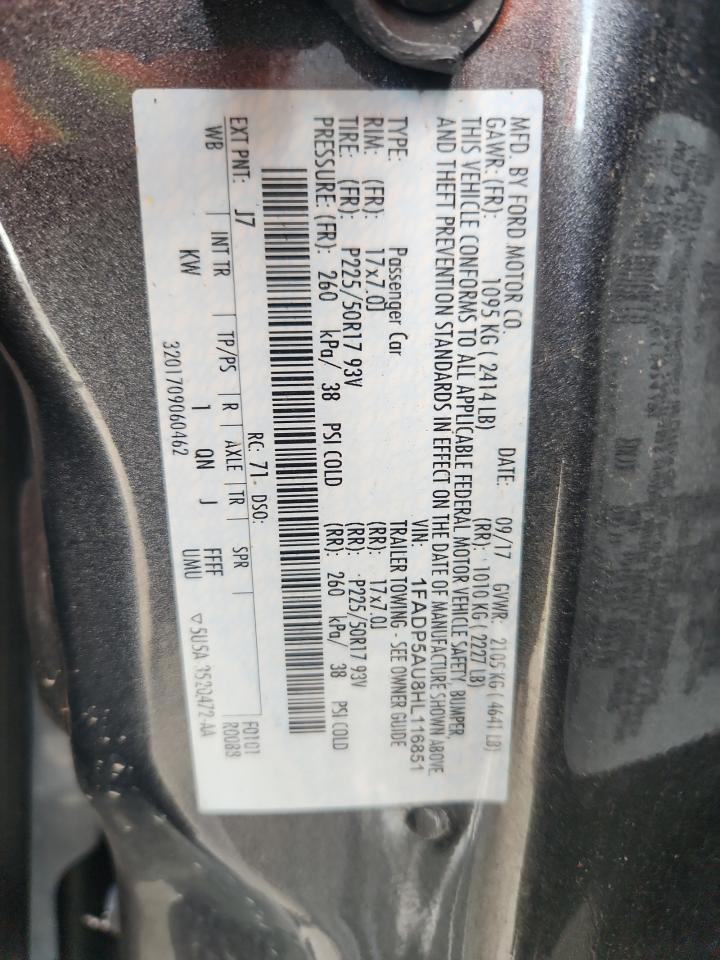 MFD. BY FORD MOTOR CO.
DATE: 09/17 GVWR: 2105 KG ( 4641 LB)
GAWR: (FR): 1095 KG ( 2414 LB) (RR): 1010 KG ( 2227 LB)
THIS VEHICLE CONFORMS TO ALL APPLICABLE FEDERAL MOTOR VEHICLE SAFETY, BUMPER,
AND THEFT PREVENTION STANDARDS IN EFFECT ON THE DATE OF MANUFACTURE SHOWN ABOVE.
VIN: 1FADP5AU8HL116851
TYPE: Passenger Car TRAILER TOWING - SEE OWNER GUIDE
RIM: (FR): 17x7.0J (RR): 17x7.0J
TIRE: (FR): P225/50R17 93V (RR): P225/50R17 93V
PRESSURE: (FR): 260 kPa/ 38 PSI COLD (RR): 260 kPa/ 38 PSI COLD
EXT PNT: J7 RC: 71 DSO: F0101
WB INT TR TP/PS R AXLE TR SPR R0088
KW 1 QN J FFFF
UMU
3201709060462